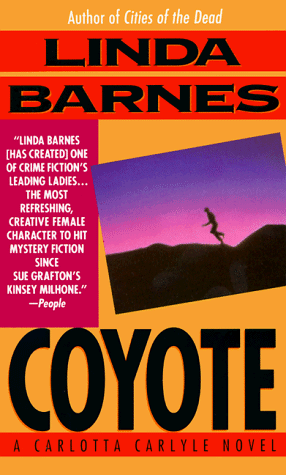 Author of Cities of the Dead
LINDA
BARNES
"LINDA BARNES
[HAS CREATED] ONE
OF CRIME FICTION'S
LEADING LADIES...
THE MOST
REFRESHING,
CREATIVE FEMALE
CHARACTER TO HIT
MYSTERY FICTION
SINCE
SUE GRAFTON'S
KINSEY MILHONE."
—People
COYOTE
A CARLOTTA CARLYLE NOVEL